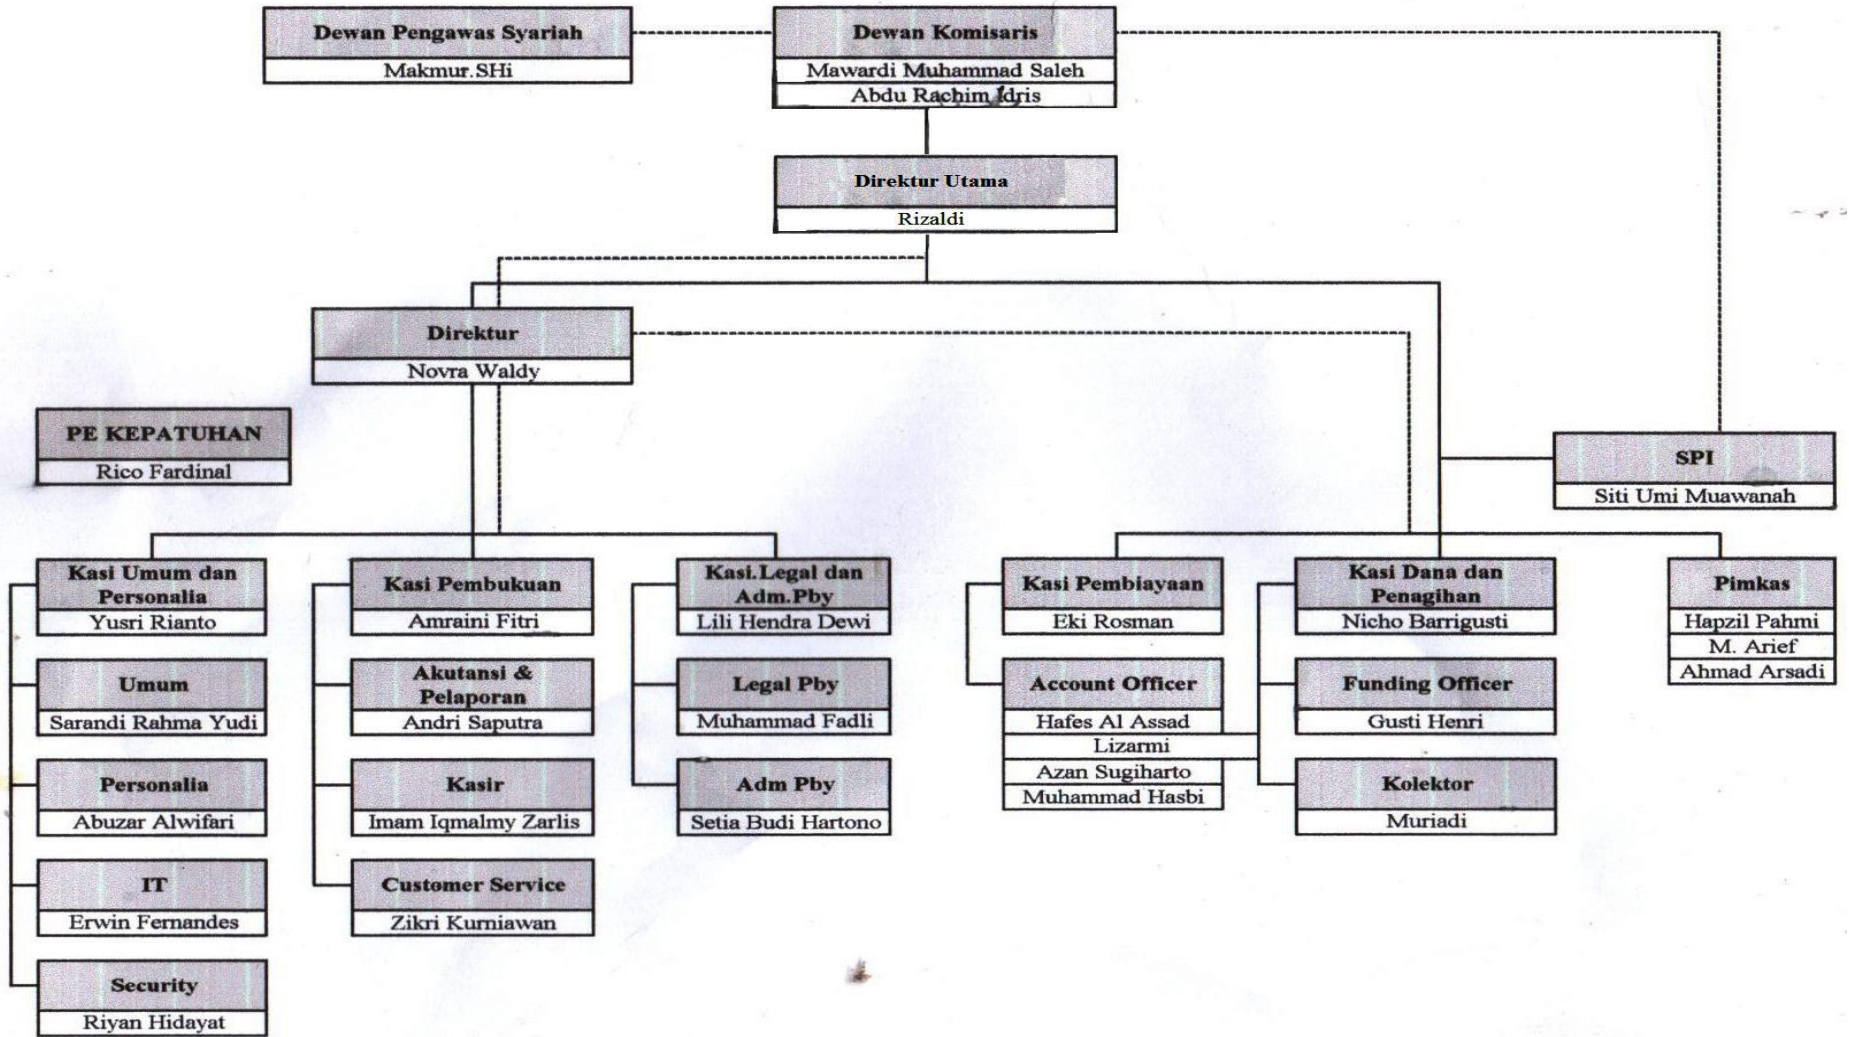 Dewan Pengawas Syariah
Makmur.SHi
Dewan Komisaris
Mawardi Muhammad Saleh
Abdu Rachim Idris
Direktur Utama
Rizaldi
Direktur
Novra Waldy
PE KEPATUHAN
Rico Fardinal
SPI
Siti Umi Muawanah
Kasi Umum dan
Personalia
Yusri Rianto
Umum
Sarandi Rahma Yudi
Personalia
Abuzar Alwifari
IT
Erwin Fernandes
Security
Riyan Hidayat
Kasi Pembukuan
Amraini Fitri
Akutansi &
Pelaporan
Andri Saputra
Kasir
Imam Iqmalmy Zarlis
Customer Service
Zikri Kurniawan
Kasi.Legal dan
Adm.Pby
Lili Hendra Dewi
Legal Pby
Muhammad Fadli
Adm Pby
Setia Budi Hartono
Kasi Pembiayaan
Eki Rosman
Account Officer
Hafes Al Assad
Lizarmi
Azan Sugiharto
Muhammad Hasbi
Kasi Dana dan
Penagihan
Nicho Barrigusti
Funding Officer
Gusti Henri
Kolektor
Muriadi
Pimkas
Hapzil Pahmi
M. Arief
Ahmad Arsadi